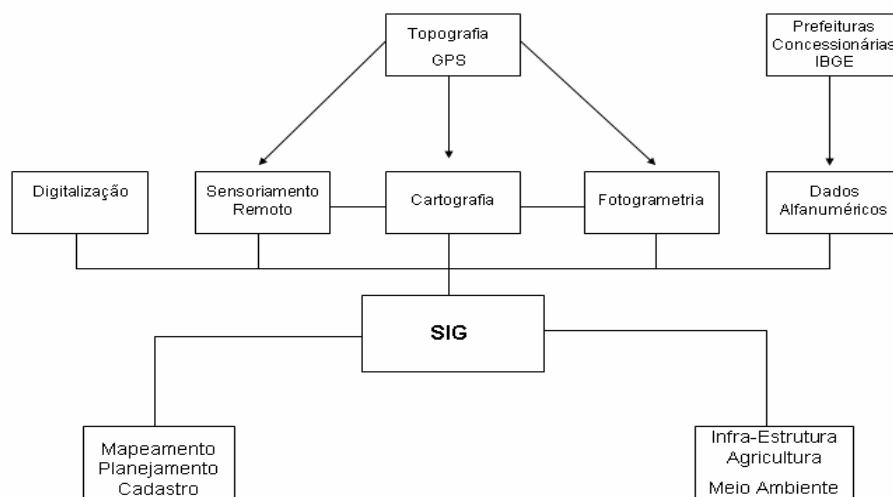 Topografia
GPS
Prefeituras
Concessionárias
IBGE
Digitalização
Sensoriamento
Remoto
Cartografia
Fotogrametria
Dados
Alfanuméricos
SIG
Mapeamento
Planejamento
Cadastro
Infra-Estrutura
Agricultura
Meio Ambiente